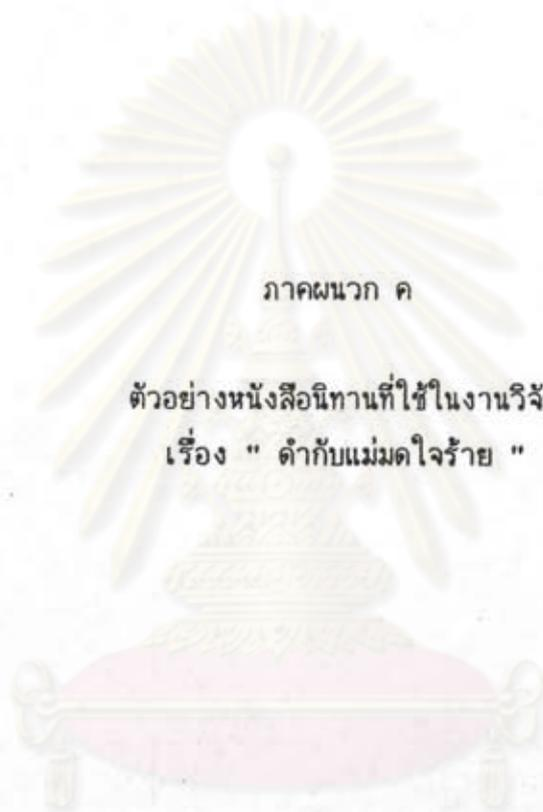 ภาคผนวก ค
ตัวอย่างหนังสือนิทานที่ใช้ในงานวิจั
เรื่อง " ดำกับแม่มดใจร้าย "